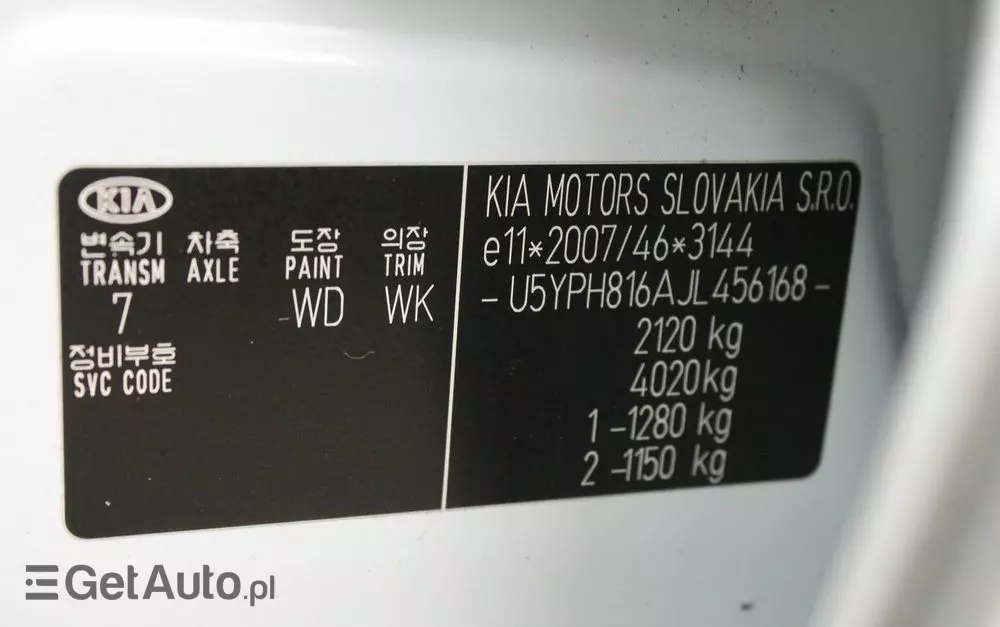 KIA
변속기 차축 도장 의장
TRANSM AXLE PAINT TRIM
7 WD WK
정비부호
SVC CODE
KIA MOTORS SLOVAKIA S.R.O.
e11*2007/46*3144
- U5YPH816AJL456168 -
2120 kg
4020kg
1 -1280 kg
2 -1150 kg
GetAuto.pl